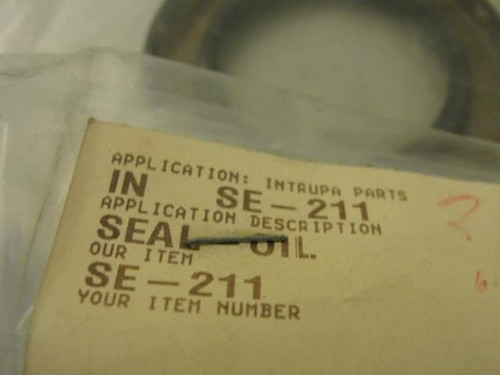 APPLICATION: INTRUPA PARTS
IN SE-211
APPLICATION DESCRIPTION
SEAL OIL.
OUR ITEM
SE-211
YOUR ITEM NUMBER